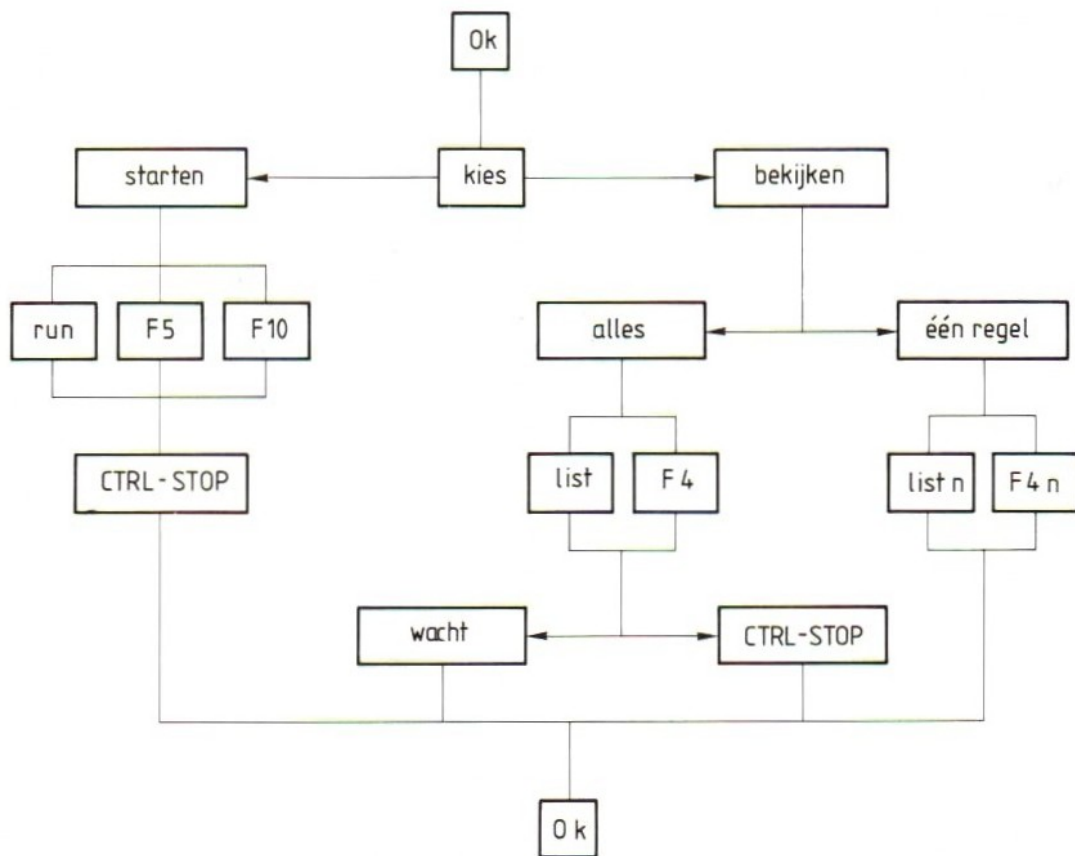 Ok
starten
kies
bekijken
run
F5
F10
alles
één regel
CTRL-STOP
list
F4
list n
F4 n
wacht
CTRL-STOP
Ok